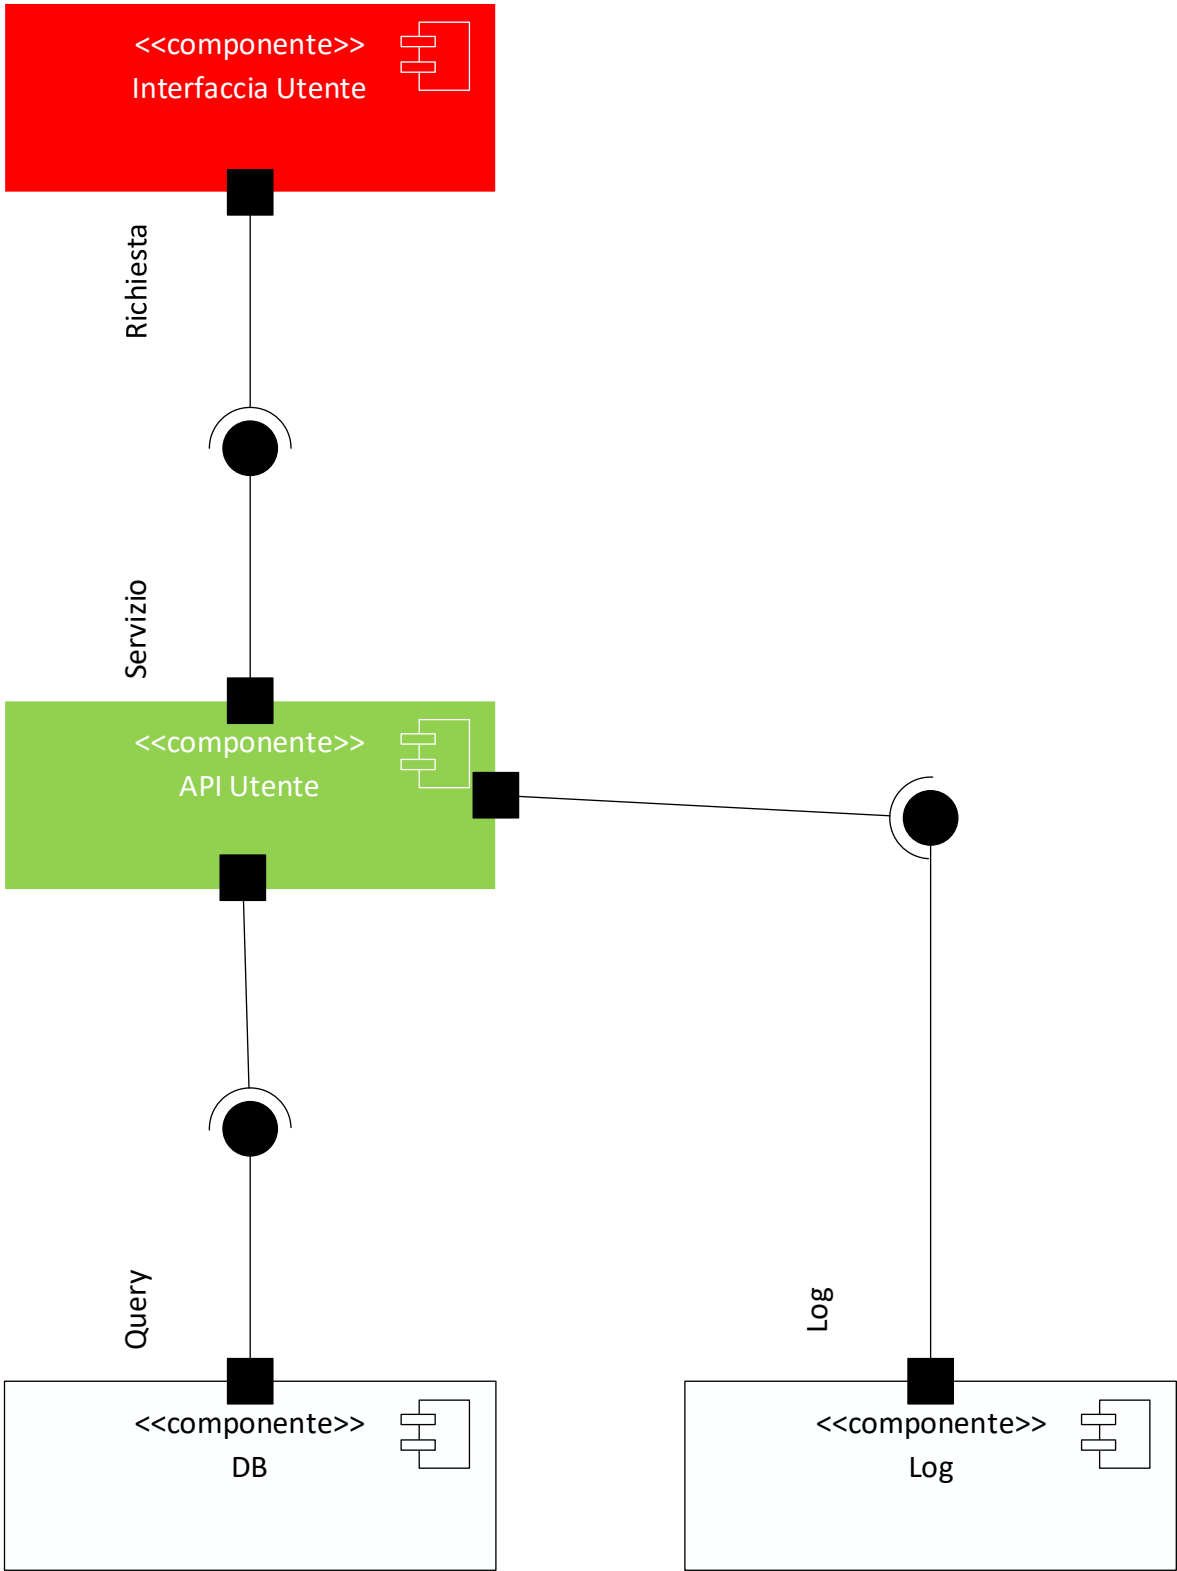 <<componente>>
Interfaccia Utente
Richiesta
Servizio
<<componente>>
API Utente
Query
Log
<<componente>>
DB
<<componente>>
Log